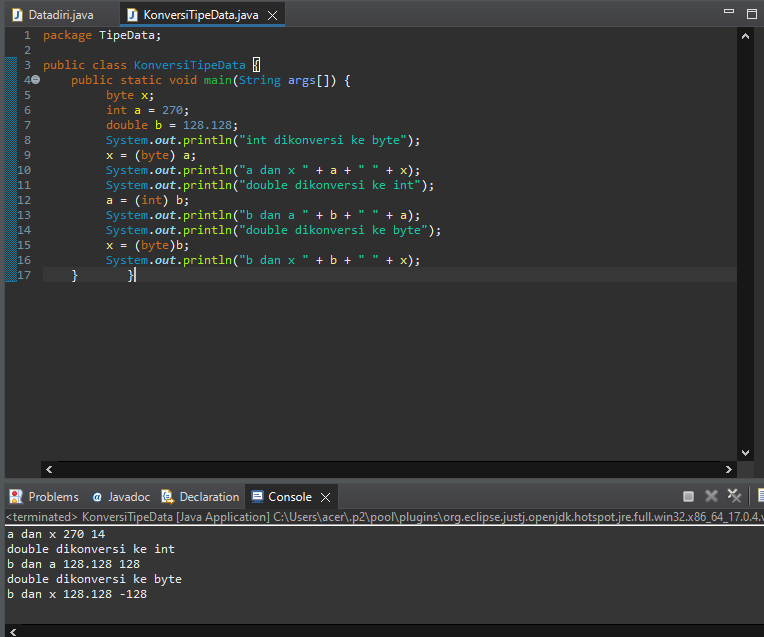 Datadiri.java KonversiTipeData.java
1 package TipeData;
2
3 public class KonversiTipeData {
4 public static void main(String args[]) {
5 byte x;
6 int a = 270;
7 double b = 128.128;
8 System.out.println("int dikonversi ke byte");
9 x = (byte) a;
10 System.out.println("a dan x " + a + " " + x);
11 System.out.println("double dikonversi ke int");
12 a = (int) b;
13 System.out.println("b dan a " + b + " " + a);
14 System.out.println("double dikonversi ke byte");
15 x = (byte)b;
16 System.out.println("b dan x " + b + " " + x);
17 } }
Problems Javadoc Declaration Console
<terminated> KonversiTipeData [Java Application] C:\Users\acer\.p2\pool\plugins\org.eclipse.justj.openjdk.hotspot.jre.full.win32.x86_64_17.0.4.v
a dan x 270 14
double dikonversi ke int
b dan a 128.128 128
double dikonversi ke byte
b dan x 128.128 -128